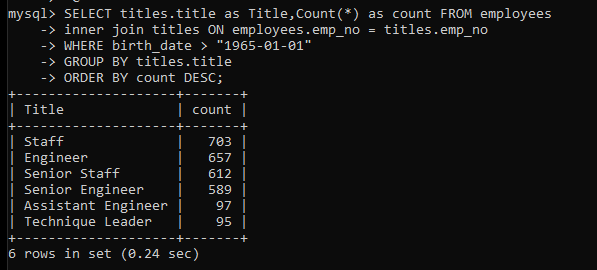 mysql> SELECT titles.title as Title,Count(*) as count FROM employees
    -> inner join titles ON employees.emp_no = titles.emp_no
    -> WHERE birth_date > "1965-01-01"
    -> GROUP BY titles.title
    -> ORDER BY count DESC;
+--------------------+-------+
| Title              | count |
+--------------------+-------+
| Staff              |   703 |
| Engineer           |   657 |
| Senior Staff       |   612 |
| Senior Engineer    |   589 |
| Assistant Engineer |    97 |
| Technique Leader   |    95 |
+--------------------+-------+
6 rows in set (0.24 sec)